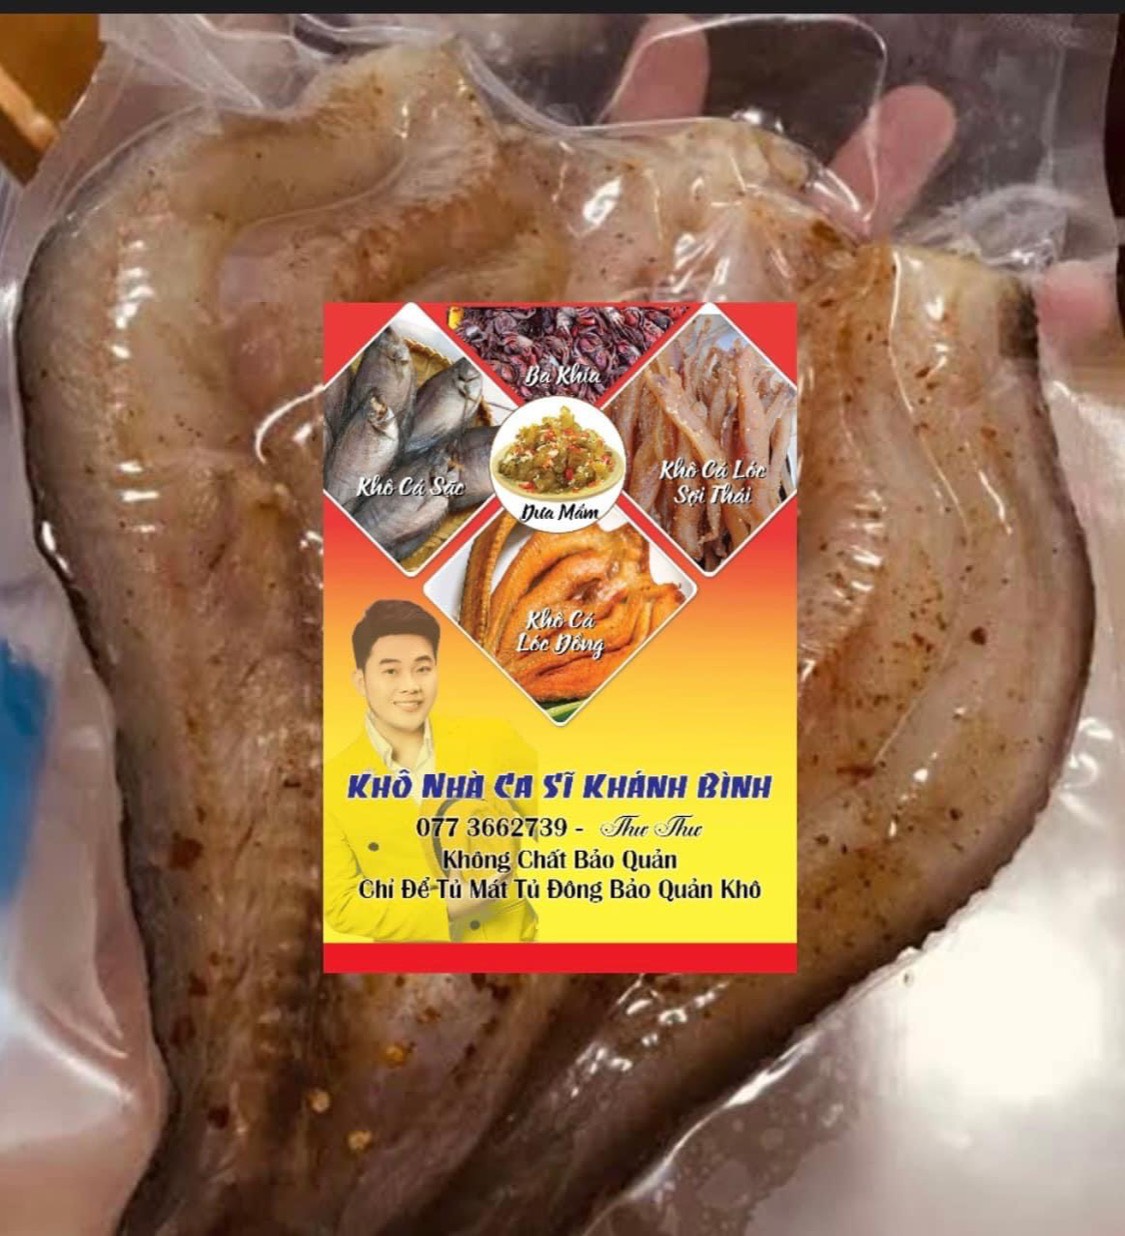 Ba Khía
Khô Cá Sặc
Khô Cá Lóc
Sợi Thái
Dưa Mắm
Khô Cá
Lóc Đồng
KHÔ NHÀ CA SĨ KHÁNH BÌNH
077 3662739 - Thư Thư
Không Chất Bảo Quản
Chỉ Để Tủ Mát Tủ Đông Bảo Quản Khô